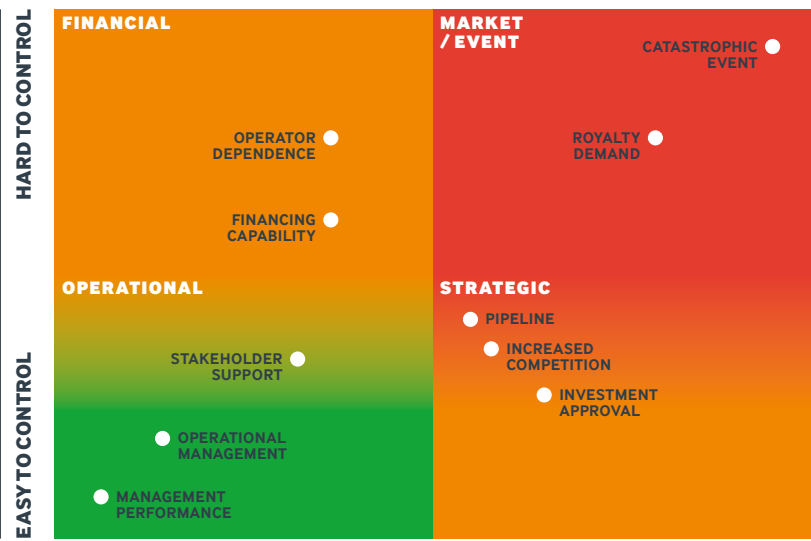 HARD TO CONTROL
EASY TO CONTROL
FINANCIAL
OPERATOR
DEPENDENCE
FINANCING
CAPABILITY
MARKET
/ EVENT
CATASTROPHIC
EVENT
ROYALTY
DEMAND
OPERATIONAL
STAKEHOLDER
SUPPORT
OPERATIONAL
MANAGEMENT
MANAGEMENT
PERFORMANCE
STRATEGIC
PIPELINE
INCREASED
COMPETITION
INVESTMENT
APPROVAL